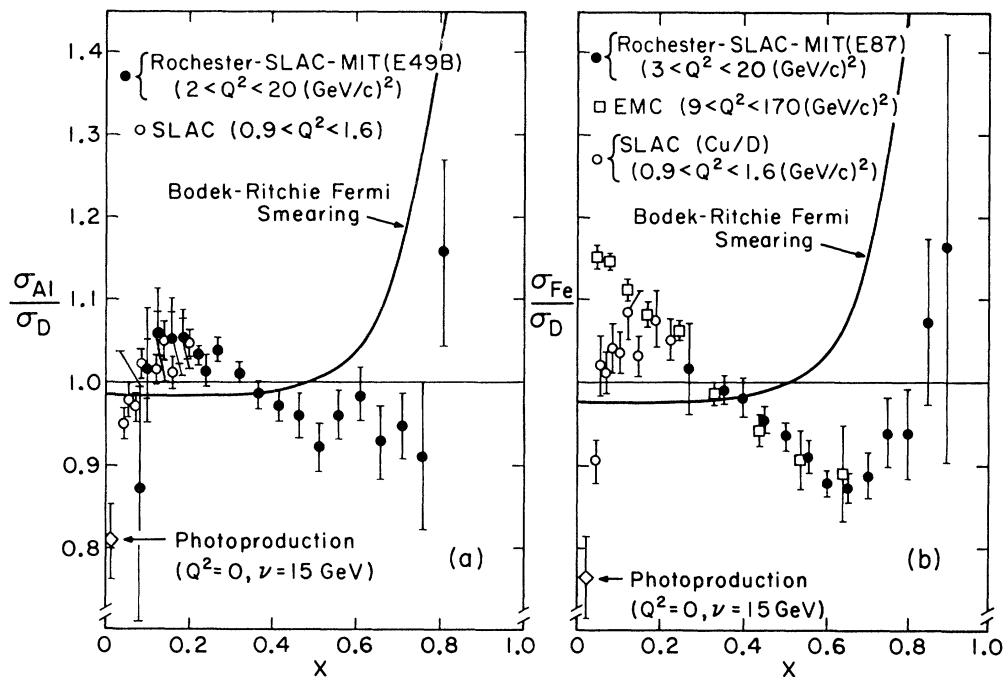 1.4
1.3
1.2
1.1
1.0
0.9
0.8
σAl/σD
● { Rochester-SLAC-MIT(E49B)
(2<Q²<20 (GeV/c)²)
○ SLAC (0.9<Q²<1.6)
Bodek-Ritchie Fermi
Smearing
Photoproduction
(Q²=0, ν=15 GeV)
(a)
0 0.2 0.4 0.6 0.8 1.0
X
σFe/σD
● { Rochester-SLAC-MIT(E87)
(3<Q²<20(GeV/c)²)
□ EMC (9<Q²<170(GeV/c)²)
○ { SLAC (Cu/D)
(0.9<Q²<1.6(GeV/c)²)
Bodek-Ritchie Fermi
Smearing
Photoproduction
(Q²=0, ν=15GeV)
(b)
0 0.2 0.4 0.6 0.8 1.0
X